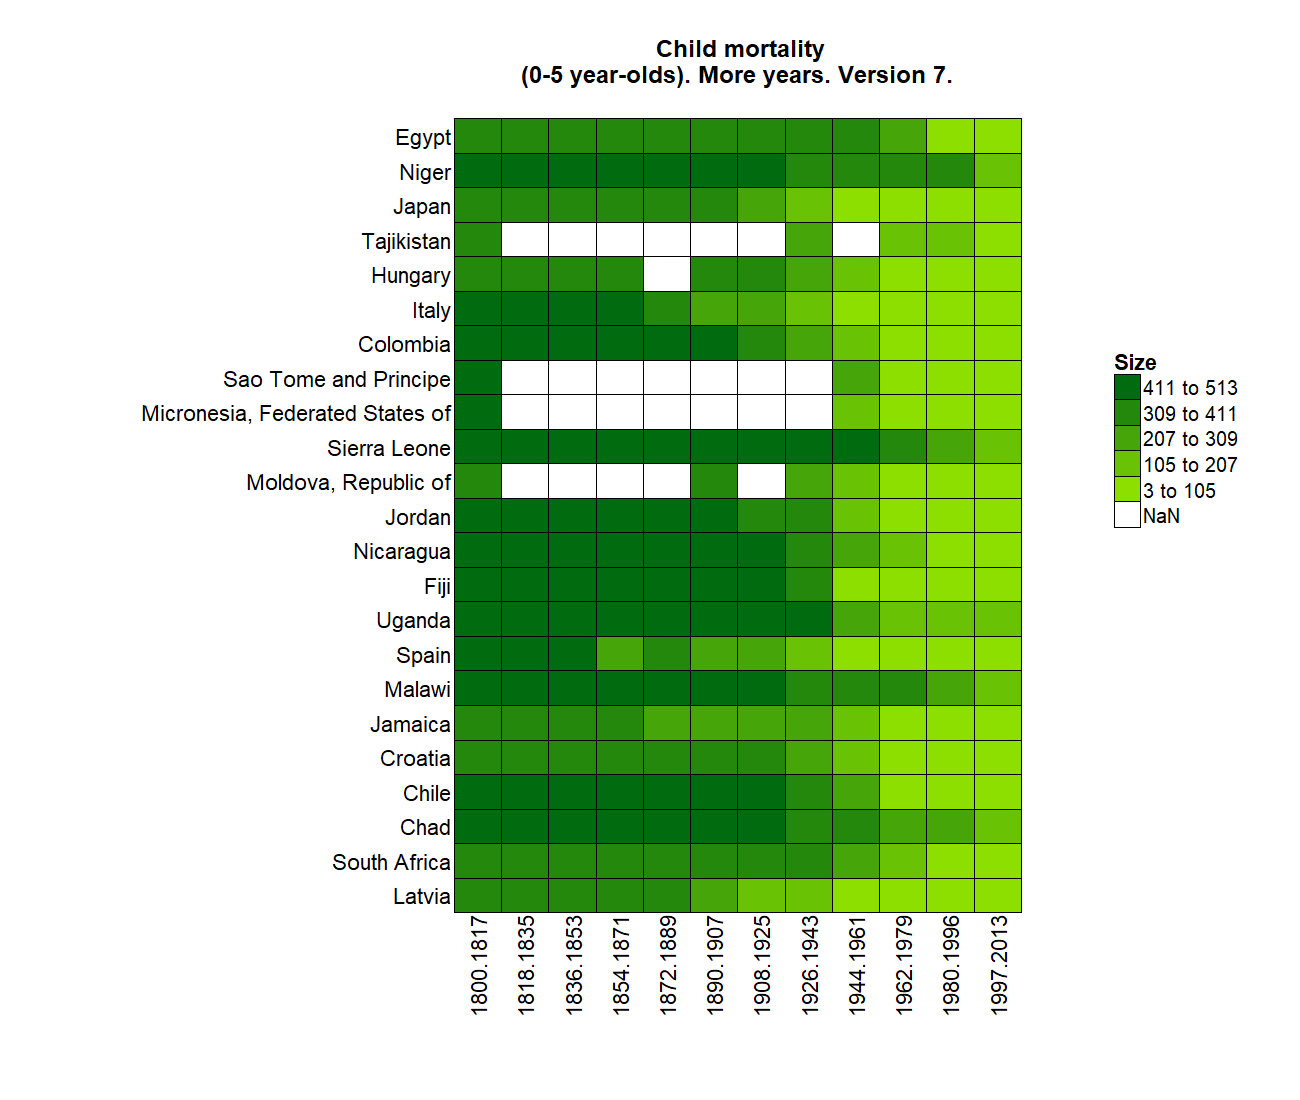 Child mortality
(0-5 year-olds). More years. Version 7.
Egypt
Niger
Japan
Tajikistan
Hungary
Italy
Colombia
Sao Tome and Principe
Micronesia, Federated States of
Sierra Leone
Moldova, Republic of
Jordan
Nicaragua
Fiji
Uganda
Spain
Malawi
Jamaica
Croatia
Chile
Chad
South Africa
Latvia
1800.1817
1818.1835
1836.1853
1854.1871
1872.1889
1890.1907
1908.1925
1926.1943
1944.1961
1962.1979
1980.1996
1997.2013
Size
411 to 513
309 to 411
207 to 309
105 to 207
3 to 105
NaN